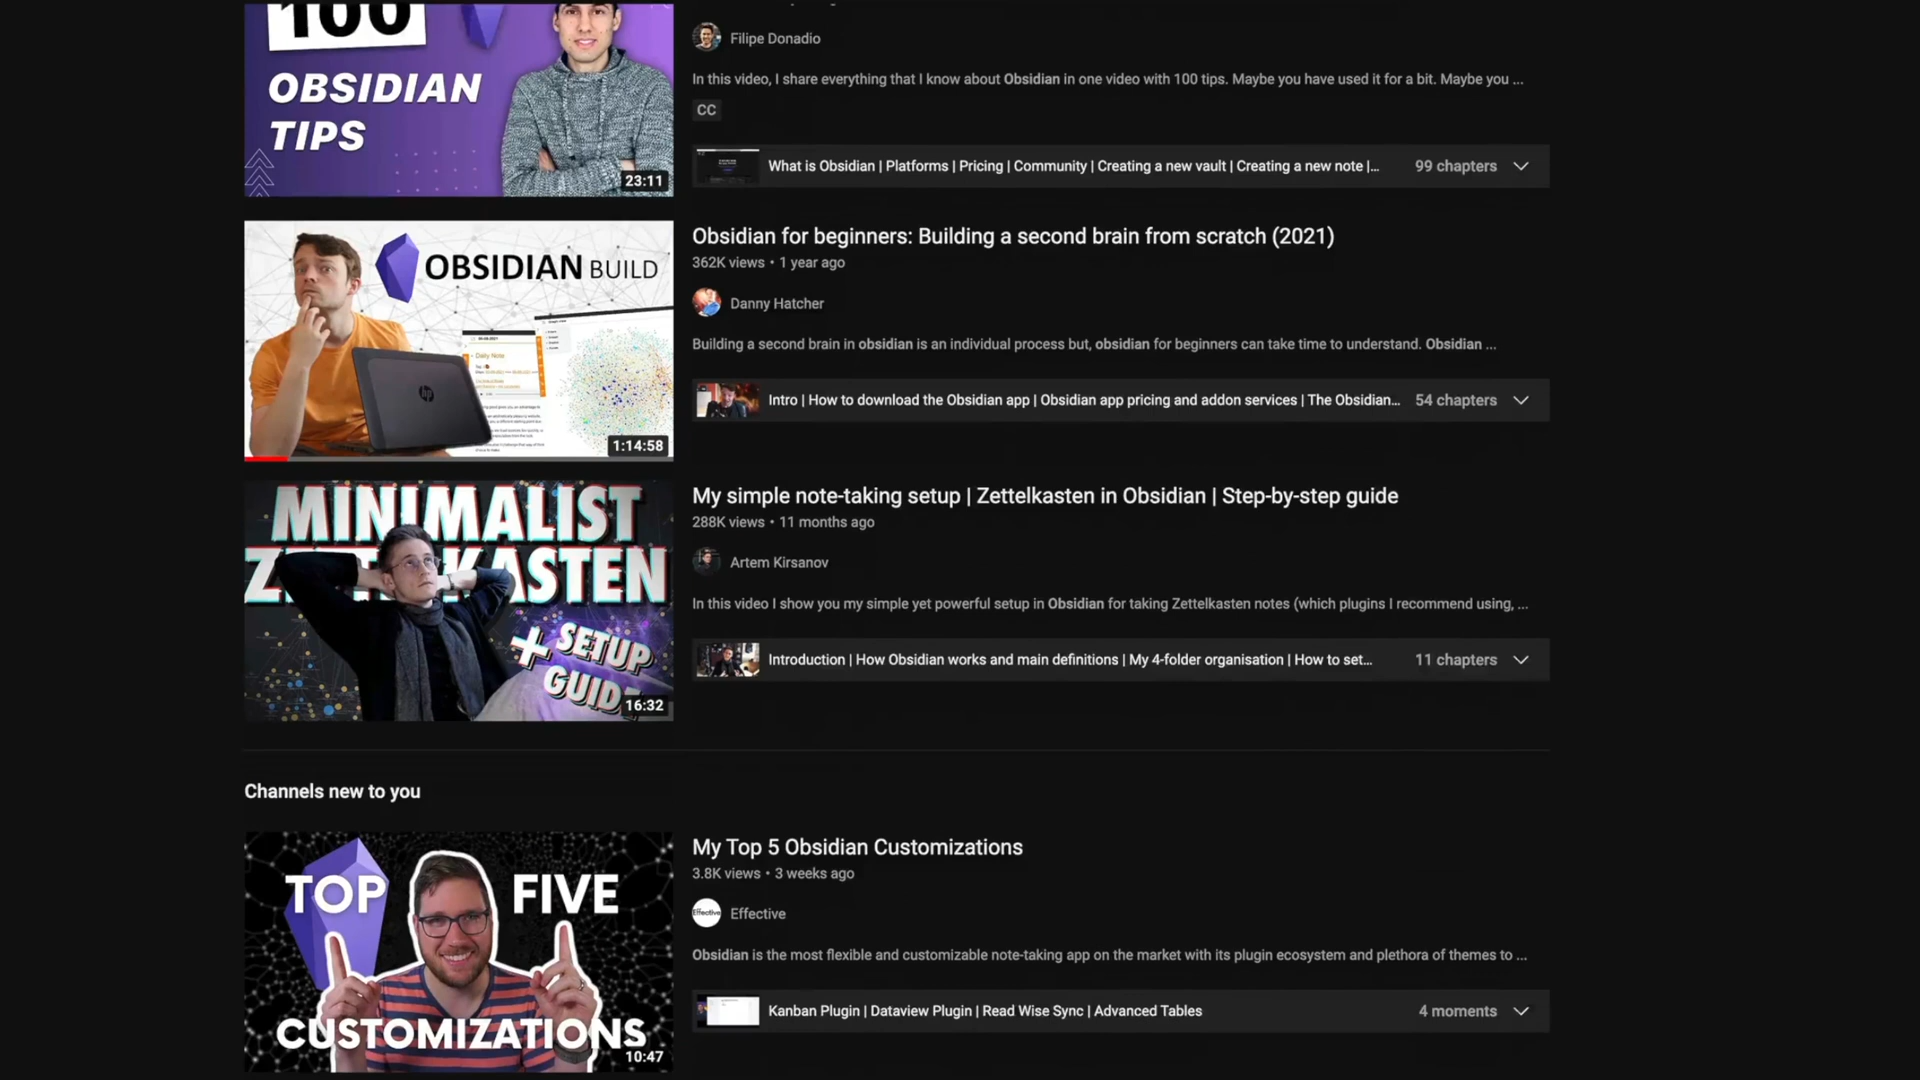 100
OBSIDIAN
TIPS
23:11
Filipe Donadio
In this video, I share everything that I know about Obsidian in one video with 100 tips. Maybe you have used it for a bit. Maybe you ...
CC
What is Obsidian | Platforms | Pricing | Community | Creating a new vault | Creating a new note |...
99 chapters
OBSIDIAN BUILD
Daily Note
hp
1:14:58
Obsidian for beginners: Building a second brain from scratch (2021)
362K views • 1 year ago
Danny Hatcher
Building a second brain in obsidian is an individual process but, obsidian for beginners can take time to understand. Obsidian ...
Intro | How to download the Obsidian app | Obsidian app pricing and addon services | The Obsidian...
54 chapters
MINIMALIST
+ SETUP
16:32
My simple note-taking setup | Zettelkasten in Obsidian | Step-by-step guide
288K views • 11 months ago
Artem Kirsanov
In this video I show you my simple yet powerful setup in Obsidian for taking Zettelkasten notes (which plugins I recommend using, ...
Introduction | How Obsidian works and main definitions | My 4-folder organisation | How to set...
11 chapters
Channels new to you
TOP FIVE
CUSTOMIZATIONS
10:47
My Top 5 Obsidian Customizations
3.8K views • 3 weeks ago
Effective
Effective
Obsidian is the most flexible and customizable note-taking app on the market with its plugin ecosystem and plethora of themes to ...
Kanban Plugin | Dataview Plugin | Read Wise Sync | Advanced Tables
4 moments